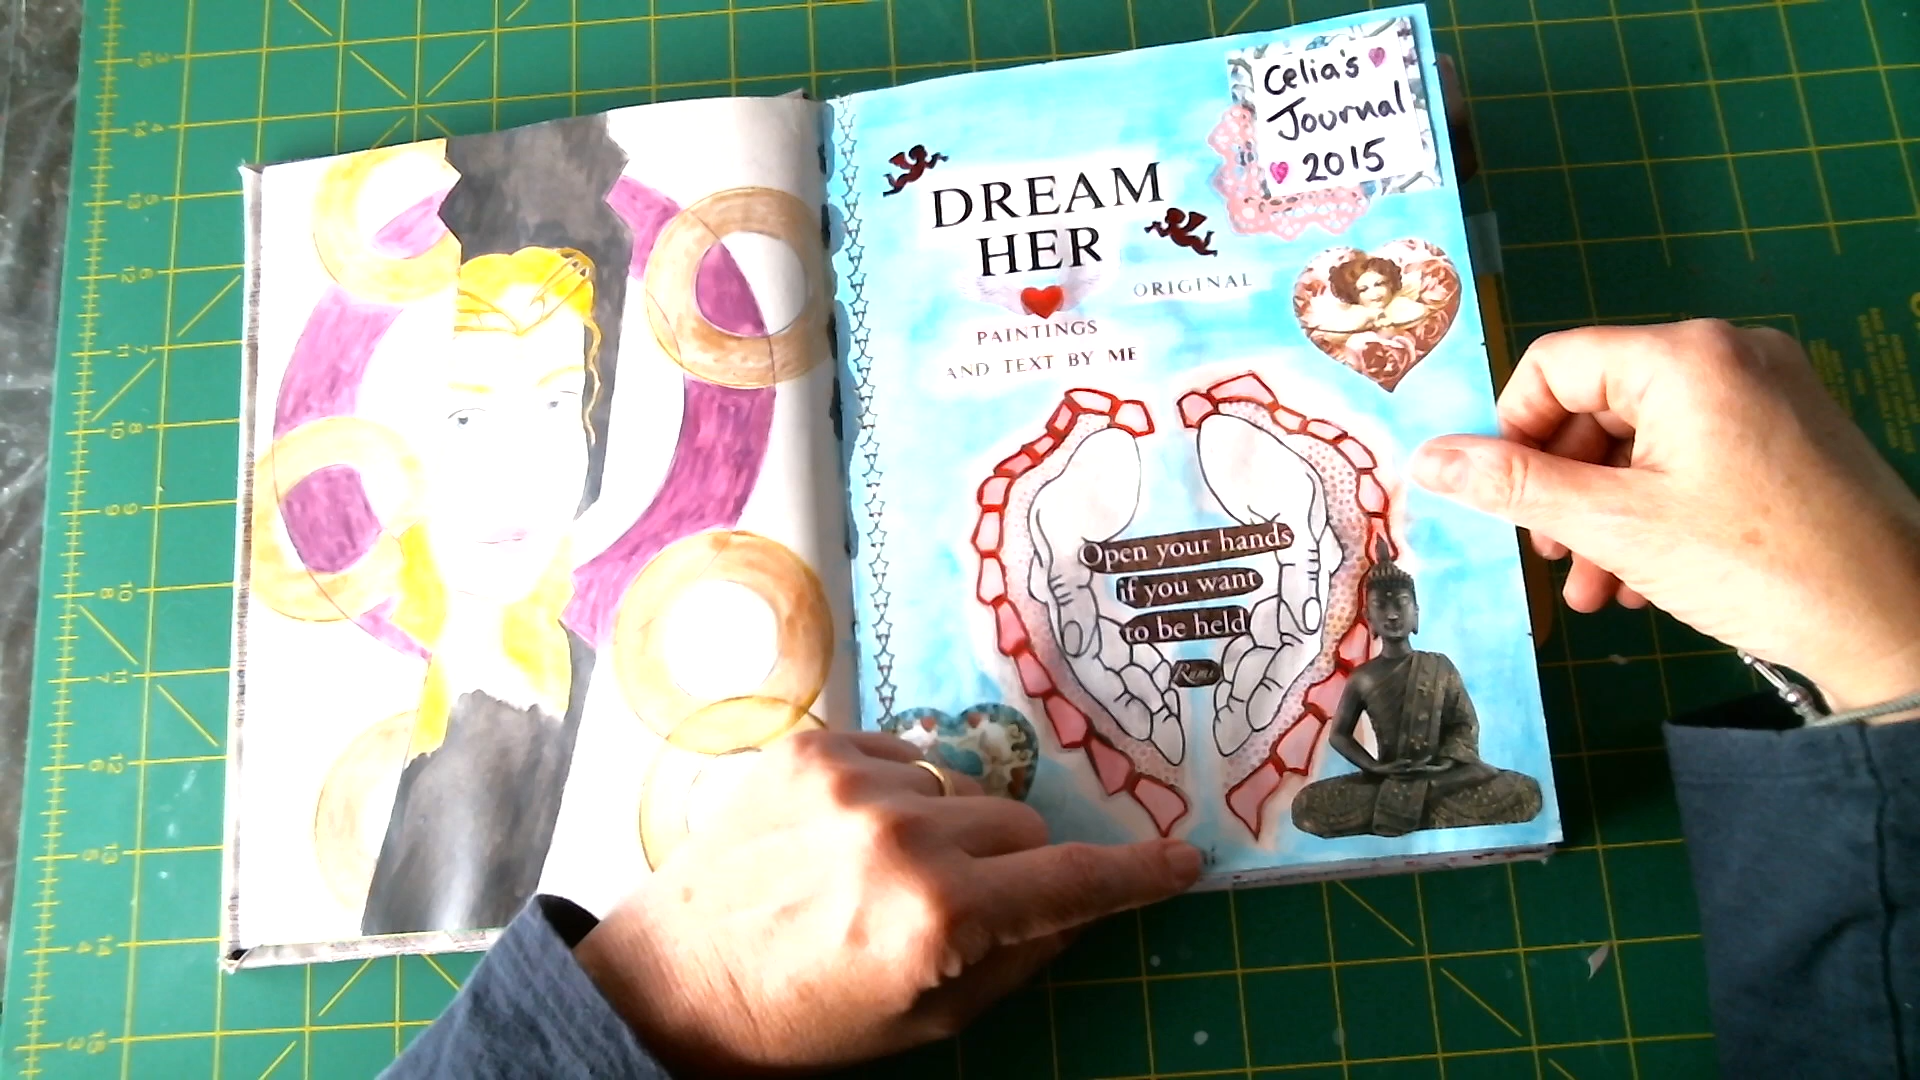 Celia's
Journal
2015
DREAM
HER
ORIGINAL
PAINTINGS
AND TEXT BY ME
Open your hands
if you want
to be held
Rumi